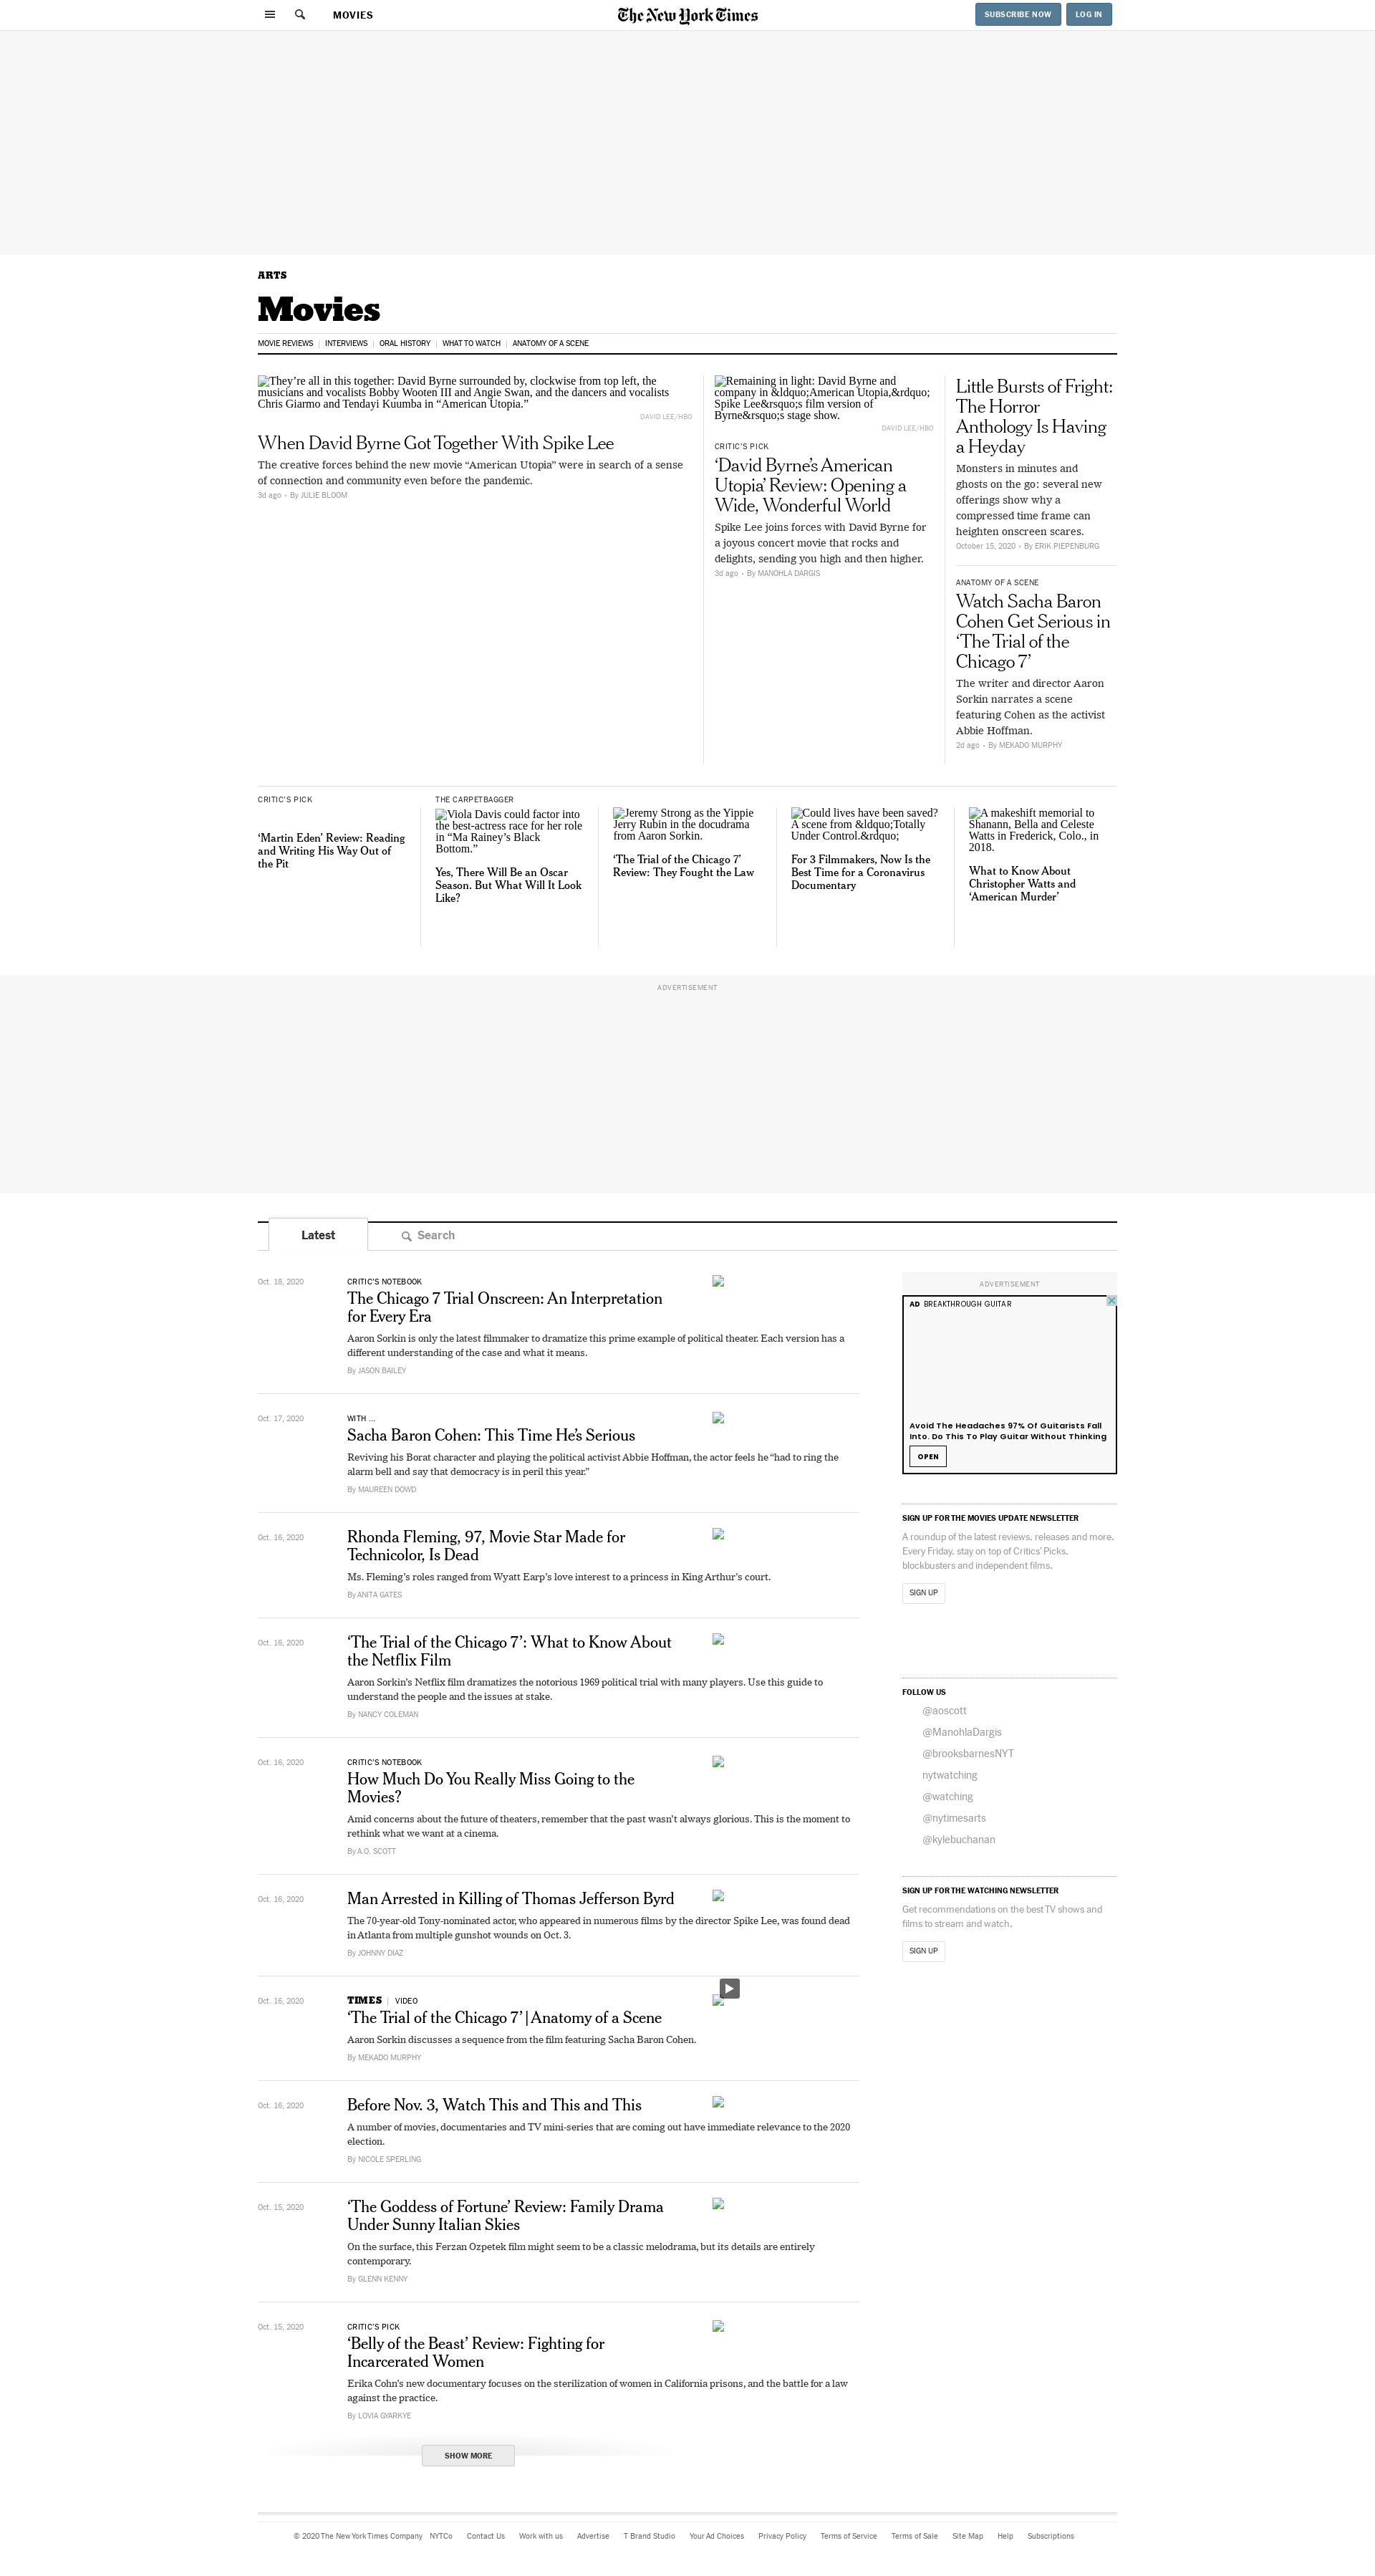 MOVIES
The New York Times
SUBSCRIBE NOW
LOG IN
ARTS
Movies
MOVIE REVIEWS | INTERVIEWS | ORAL HISTORY | WHAT TO WATCH | ANATOMY OF A SCENE
They’re all in this together: David Byrne surrounded by, clockwise from top left, the
musicians and vocalists Bobby Wooten III and Angie Swan, and the dancers and vocalists
Chris Giarmo and Tendayi Kuumba in “American Utopia.”
DAVID LEE/HBO
When David Byrne Got Together With Spike Lee
The creative forces behind the new movie “American Utopia” were in search of a sense
of connection and community even before the pandemic.
3d ago • By JULIE BLOOM
Remaining in light: David Byrne and
company in &ldquo;American Utopia,&rdquo;
Spike Lee&rsquo;s film version of
Byrne&rsquo;s stage show.
DAVID LEE/HBO
CRITIC’S PICK
‘David Byrne’s American
Utopia’ Review: Opening a
Wide, Wonderful World
Spike Lee joins forces with David Byrne for
a joyous concert movie that rocks and
delights, sending you high and then higher.
3d ago • By MANOHLA DARGIS
Little Bursts of Fright:
The Horror
Anthology Is Having
a Heyday
Monsters in minutes and
ghosts on the go: several new
offerings show why a
compressed time frame can
heighten onscreen scares.
October 15, 2020 • By ERIK PIEPENBURG
ANATOMY OF A SCENE
Watch Sacha Baron
Cohen Get Serious in
‘The Trial of the
Chicago 7’
The writer and director Aaron
Sorkin narrates a scene
featuring Cohen as the activist
Abbie Hoffman.
2d ago • By MEKADO MURPHY
CRITIC’S PICK
‘Martin Eden’ Review: Reading
and Writing His Way Out of
the Pit
THE CARPETBAGGER
Viola Davis could factor into
the best-actress race for her role
in “Ma Rainey’s Black
Bottom.”
Yes, There Will Be an Oscar
Season. But What Will It Look
Like?
Jeremy Strong as the Yippie
Jerry Rubin in the docudrama
from Aaron Sorkin.
‘The Trial of the Chicago 7’
Review: They Fought the Law
Could lives have been saved?
A scene from &ldquo;Totally
Under Control.&rdquo;
For 3 Filmmakers, Now Is the
Best Time for a Coronavirus
Documentary
A makeshift memorial to
Shanann, Bella and Celeste
Watts in Frederick, Colo., in
2018.
What to Know About
Christopher Watts and
‘American Murder’
ADVERTISEMENT
Latest
Search
Oct. 18, 2020
CRITIC’S NOTEBOOK
The Chicago 7 Trial Onscreen: An Interpretation
for Every Era
Aaron Sorkin is only the latest filmmaker to dramatize this prime example of political theater. Each version has a
different understanding of the case and what it means.
By JASON BAILEY
Oct. 17, 2020
WITH ...
Sacha Baron Cohen: This Time He’s Serious
Reviving his Borat character and playing the political activist Abbie Hoffman, the actor feels he “had to ring the
alarm bell and say that democracy is in peril this year.”
By MAUREEN DOWD
Oct. 16, 2020
Rhonda Fleming, 97, Movie Star Made for
Technicolor, Is Dead
Ms. Fleming’s roles ranged from Wyatt Earp’s love interest to a princess in King Arthur’s court.
By ANITA GATES
Oct. 16, 2020
‘The Trial of the Chicago 7’: What to Know About
the Netflix Film
Aaron Sorkin’s Netflix film dramatizes the notorious 1969 political trial with many players. Use this guide to
understand the people and the issues at stake.
By NANCY COLEMAN
Oct. 16, 2020
CRITIC’S NOTEBOOK
How Much Do You Really Miss Going to the
Movies?
Amid concerns about the future of theaters, remember that the past wasn’t always glorious. This is the moment to
rethink what we want at a cinema.
By A.O. SCOTT
Oct. 16, 2020
Man Arrested in Killing of Thomas Jefferson Byrd
The 70-year-old Tony-nominated actor, who appeared in numerous films by the director Spike Lee, was found dead
in Atlanta from multiple gunshot wounds on Oct. 3.
By JOHNNY DIAZ
Oct. 16, 2020
TIMES | VIDEO
‘The Trial of the Chicago 7’ | Anatomy of a Scene
Aaron Sorkin discusses a sequence from the film featuring Sacha Baron Cohen.
By MEKADO MURPHY
Oct. 16, 2020
Before Nov. 3, Watch This and This and This
A number of movies, documentaries and TV mini-series that are coming out have immediate relevance to the 2020
election.
By NICOLE SPERLING
Oct. 15, 2020
‘The Goddess of Fortune’ Review: Family Drama
Under Sunny Italian Skies
On the surface, this Ferzan Ozpetek film might seem to be a classic melodrama, but its details are entirely
contemporary.
By GLENN KENNY
Oct. 15, 2020
CRITIC’S PICK
‘Belly of the Beast’ Review: Fighting for
Incarcerated Women
Erika Cohn’s new documentary focuses on the sterilization of women in California prisons, and the battle for a law
against the practice.
By LOVIA GYARKYE
SHOW MORE
ADVERTISEMENT
AD BREAKTHROUGH GUITAR
Avoid The Headaches 97% Of Guitarists Fall
Into. Do This To Play Guitar Without Thinking
OPEN
SIGN UP FOR THE MOVIES UPDATE NEWSLETTER
A roundup of the latest reviews, releases and more.
Every Friday, stay on top of Critics’ Picks,
blockbusters and independent films.
SIGN UP
FOLLOW US
@aoscott
@ManohlaDargis
@brooksbarnesNYT
nytwatching
@watching
@nytimesarts
@kylebuchanan
SIGN UP FOR THE WATCHING NEWSLETTER
Get recommendations on the best TV shows and
films to stream and watch.
SIGN UP
© 2020 The New York Times Company NYTCo Contact Us Work with us Advertise T Brand Studio Your Ad Choices Privacy Policy Terms of Service Terms of Sale Site Map Help Subscriptions